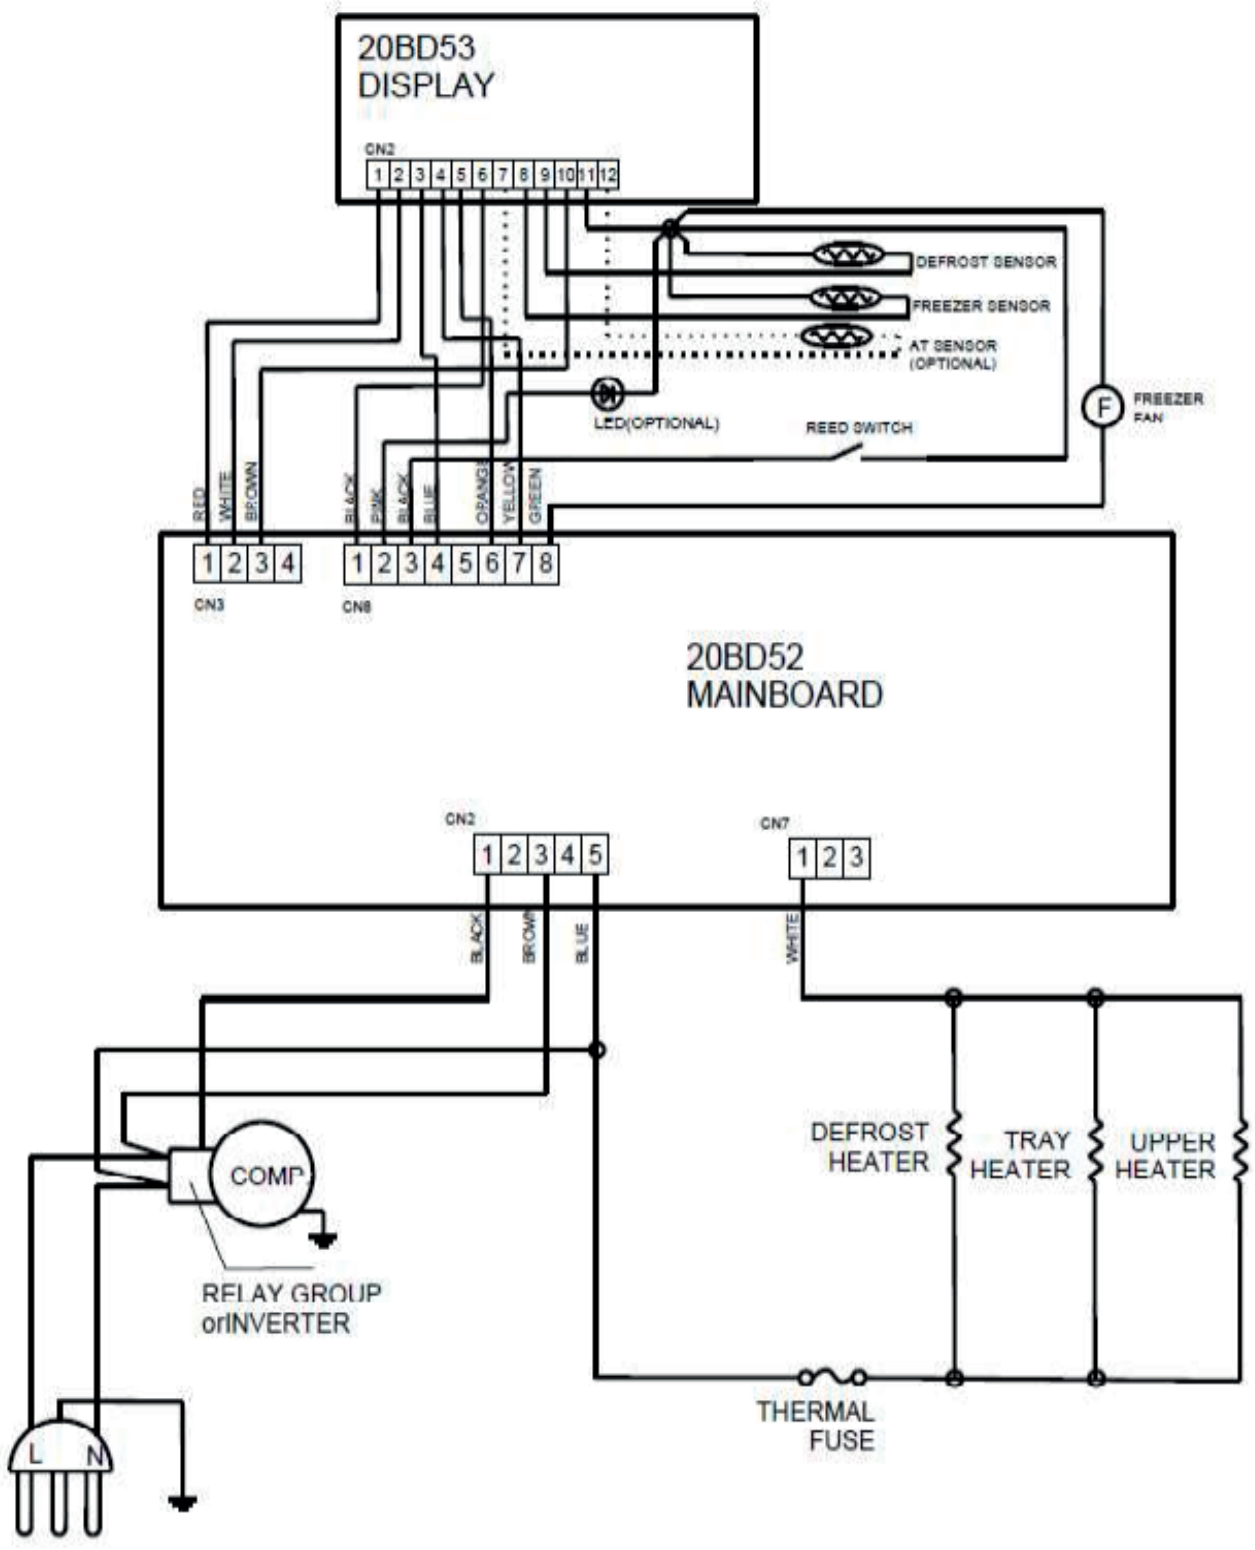 20BD53
DISPLAY
CN2
1 2 3 4 5 6 7 8 9 10 11 12
DEFROST SENSOR
FREEZER SENSOR
AT SENSOR
(OPTIONAL)
LED(OPTIONAL)
REED SWITCH
F
FREEZER
FAN
RED
WHITE
BROWN
BLACK
PINK
BLACK
BLUE
ORANGE
YELLOW
GREEN
1 2 3 4
1 2 3 4 5 6 7 8
CN3
CN8
20BD52
MAINBOARD
CN2
1 2 3 4 5
CN7
1 2 3
BLACK
BROWN
BLUE
WHITE
DEFROST
HEATER
TRAY
HEATER
UPPER
HEATER
COMP
RELAY GROUP
orINVERTER
THERMAL
FUSE
L N